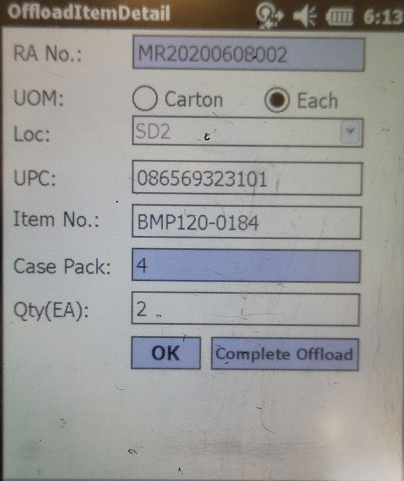 OffloadItemDetail 6:13
RA No.: MR20200608002
UOM: Carton Each
Loc: SD2
UPC: 086569323101
Item No.: BMP120-0184
Case Pack: 4
Qty(EA): 2
OK Complete Offload